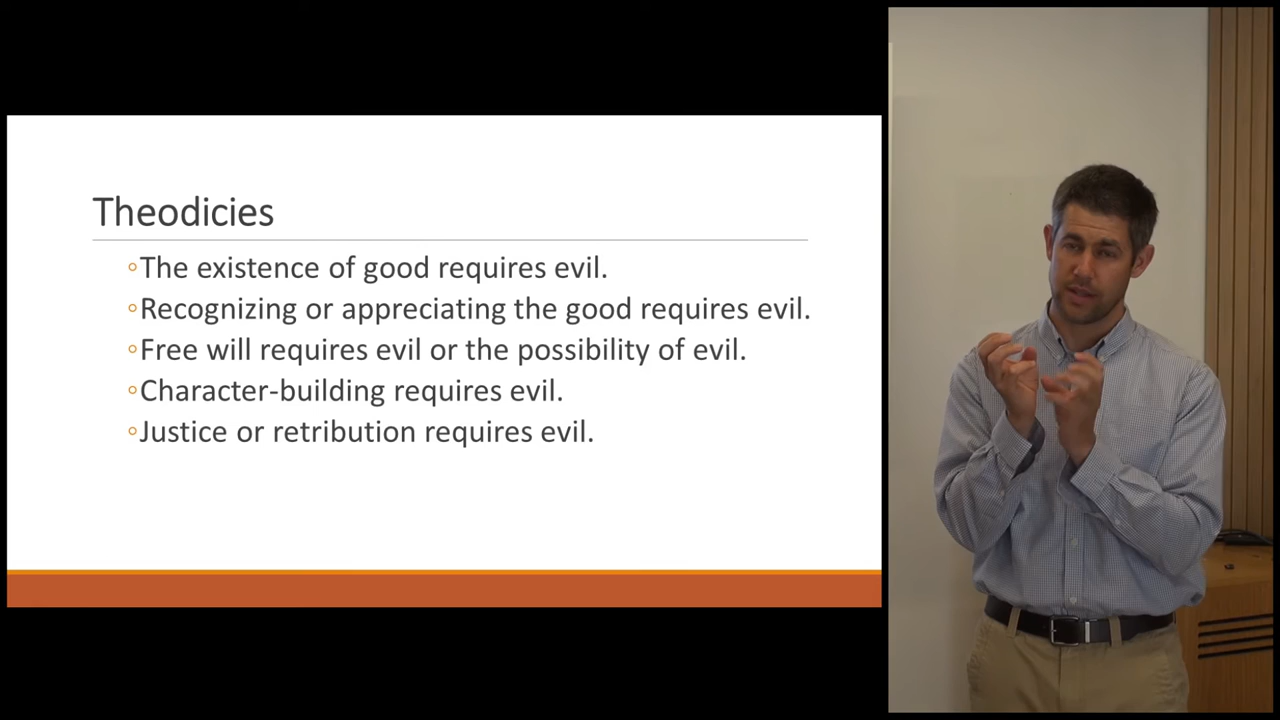 Theodicies
◦The existence of good requires evil.
◦Recognizing or appreciating the good requires evil.
◦Free will requires evil or the possibility of evil.
◦Character-building requires evil.
◦Justice or retribution requires evil.